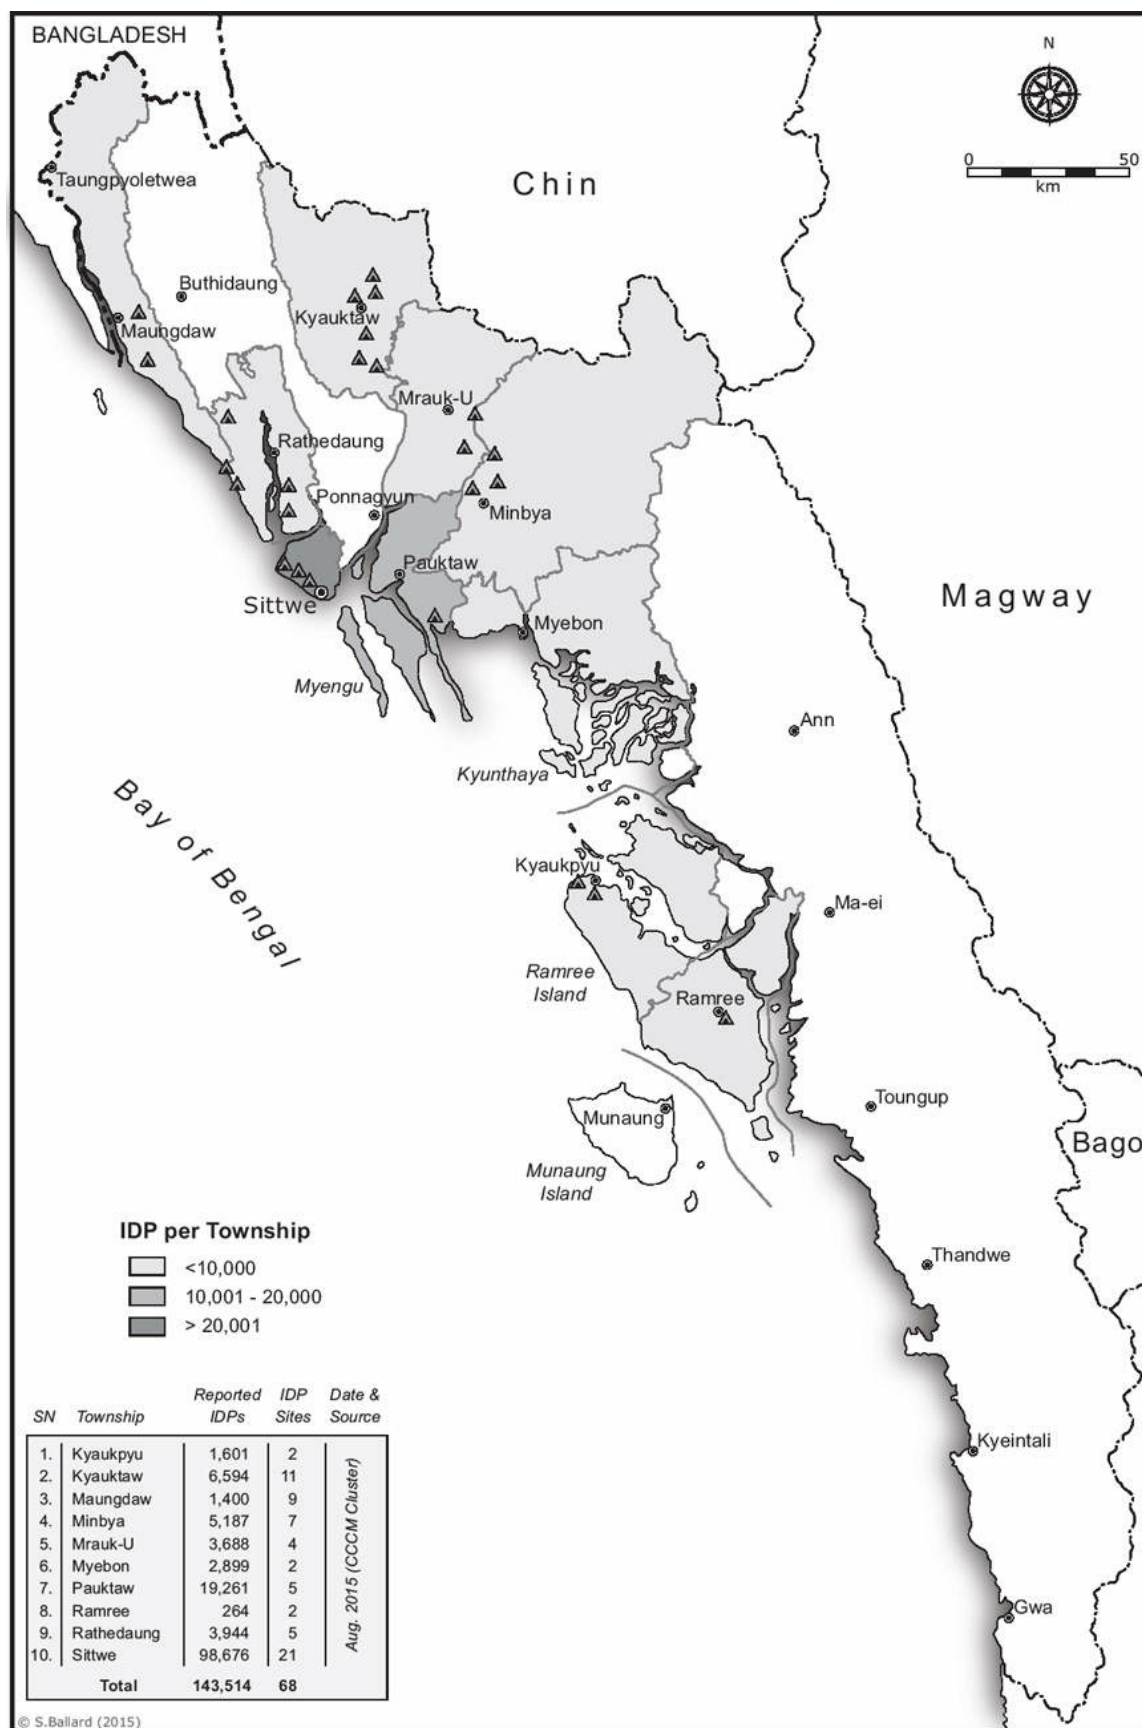 BANGLADESH
N
0 50
km
Chin
Taungpyoletwea
Buthidaung
Maungdaw
Kyauktaw
Mrauk-U
Rathedaung
Ponnagyun
Minbya
Pauktaw
Sittwe
Magway
Myebon
Myengu
Ann
Kyunthaya
Bay of Bengal
Kyaukpyu
Ma-ei
Ramree
Island
Ramree
Toungup
Munaung
Bago
Munaung
Island
IDP per Township
Thandwe
<10,000
10,001 - 20,000
> 20,001
Kyeintali
Gwa
Reported IDP Date &
SN Township IDPs Sites Source
1. Kyaukpyu 1,601 2
2. Kyauktaw 6,594 11
3. Maungdaw 1,400 9
4. Minbya 5,187 7
5. Mrauk-U 3,688 4
6. Myebon 2,899 2
7. Pauktaw 19,261 5
8. Ramree 264 2
9. Rathedaung 3,944 5
10. Sittwe 98,676 21
Total 143,514 68
Aug. 2015 (CCCM Cluster)
© S.Ballard (2015)